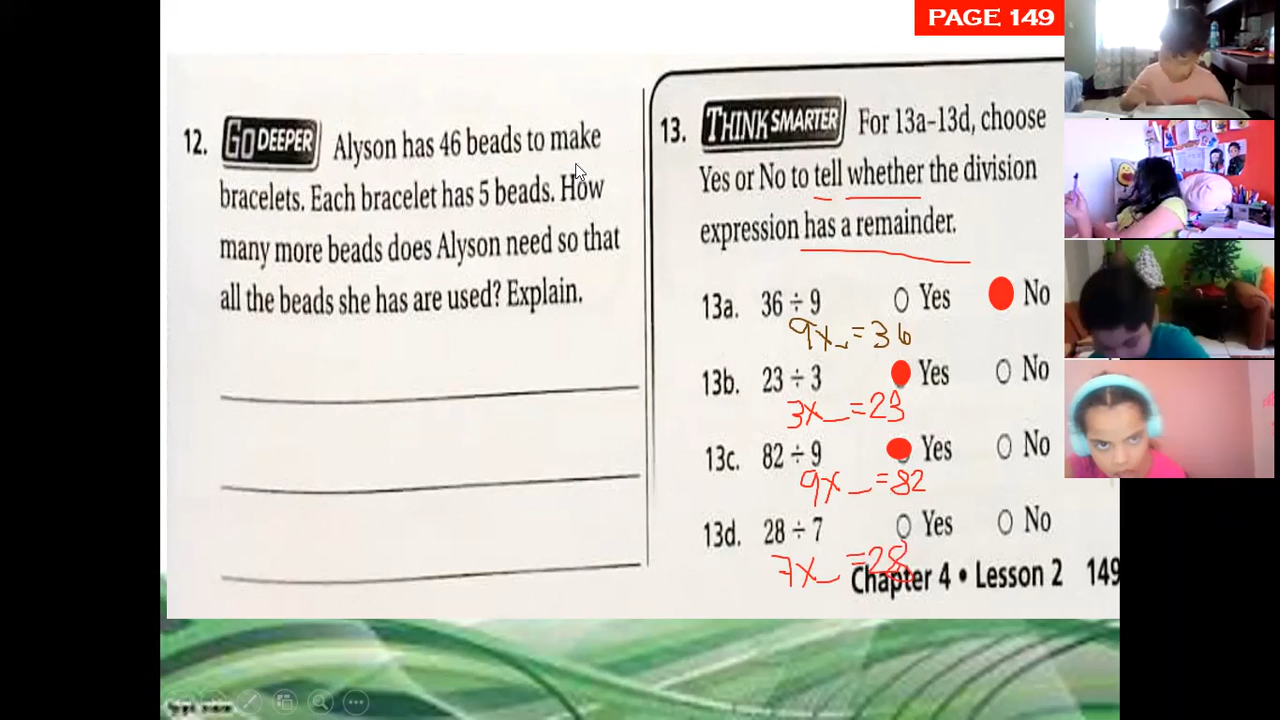 PAGE 149
12. GO DEEPER Alyson has 46 beads to make
bracelets. Each bracelet has 5 beads. How
many more beads does Alyson need so that
all the beads she has are used? Explain.
13. THINK SMARTER For 13a–13d, choose
Yes or No to tell whether the division
expression has a remainder.
13a. 36 ÷ 9 Yes No
9x_=36
13b. 23 ÷ 3 Yes No
3x_=23
13c. 82 ÷ 9 Yes No
9x_=82
13d. 28 ÷ 7 Yes No
7x_=28
Chapter 4 • Lesson 2 149